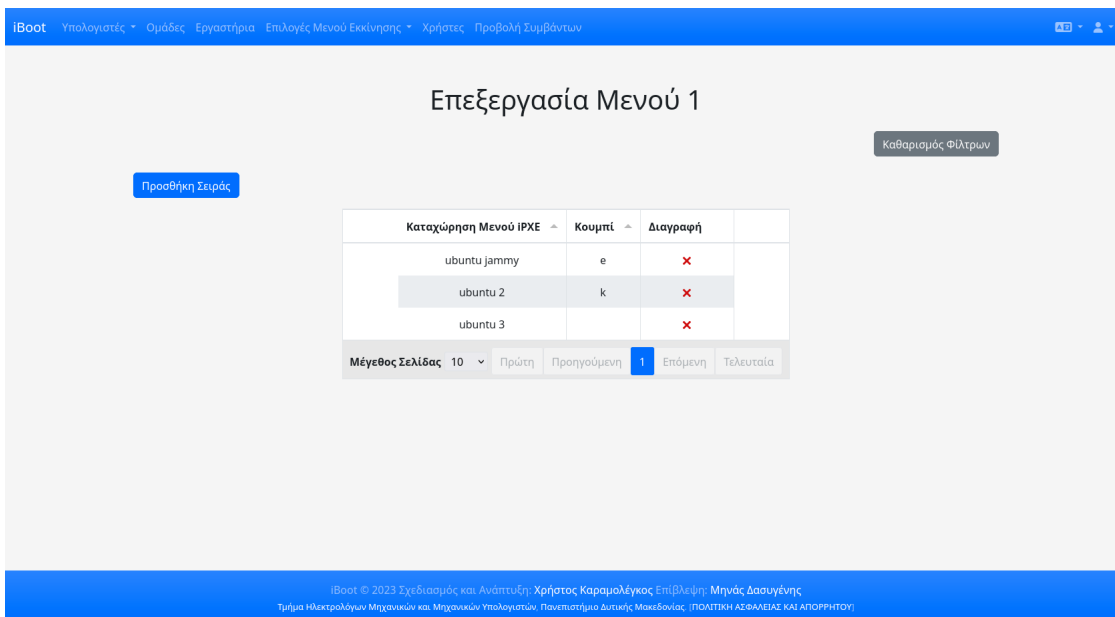 iBoot Υπολογιστές Ομάδες Εργαστήρια Επιλογές Μενού Εκκίνησης Χρήστες Προβολή Συμβάντων
Επεξεργασία Μενού 1
Καθαρισμός Φίλτρων
Προσθήκη Σειράς
Καταχώρηση Μενού iPXE Κουμπί Διαγραφή
ubuntu jammy e
ubuntu 2 k
ubuntu 3
Μέγεθος Σελίδας 10 Πρώτη Προηγούμενη 1 Επόμενη Τελευταία
iBoot © 2023 Σχεδιασμός και Ανάπτυξη: Χρήστος Καραμολέγκος Επίβλεψη: Μηνάς Δασυγένης
Τμήμα Ηλεκτρολόγων Μηχανικών και Μηχανικών Υπολογιστών, Πανεπιστήμιο Δυτικής Μακεδονίας, [ΠΟΛΙΤΙΚΗ ΑΣΦΑΛΕΙΑΣ ΚΑΙ ΑΠΟΡΡΗΤΟΥ]